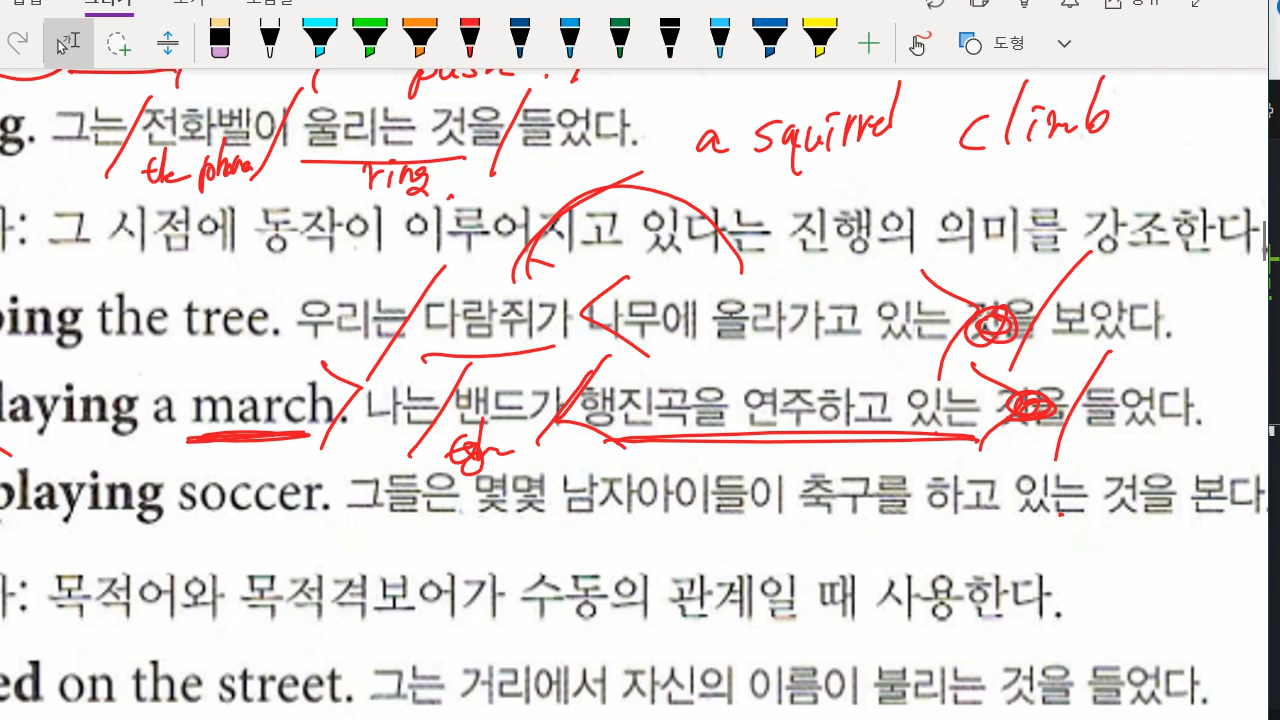 도형
push
g. 그는 전화벨이 울리는 것을 들었다. a squirrel climb
the phone ring.
그 시점에 동작이 이루어지고 있다는 진행의 의미를 강조한다
ing the tree. 우리는 다람쥐가 나무에 올라가고 있는 것을 보았다.
laying a march. 나는 밴드가 행진곡을 연주하고 있는 것을 들었다.
playing soccer. 그들은 몇몇 남자아이들이 축구를 하고 있는 것을 본다.
목적어와 목적격보어가 수동의 관계일 때 사용한다.
ed on the street. 그는 거리에서 자신의 이름이 불리는 것을 들었다.